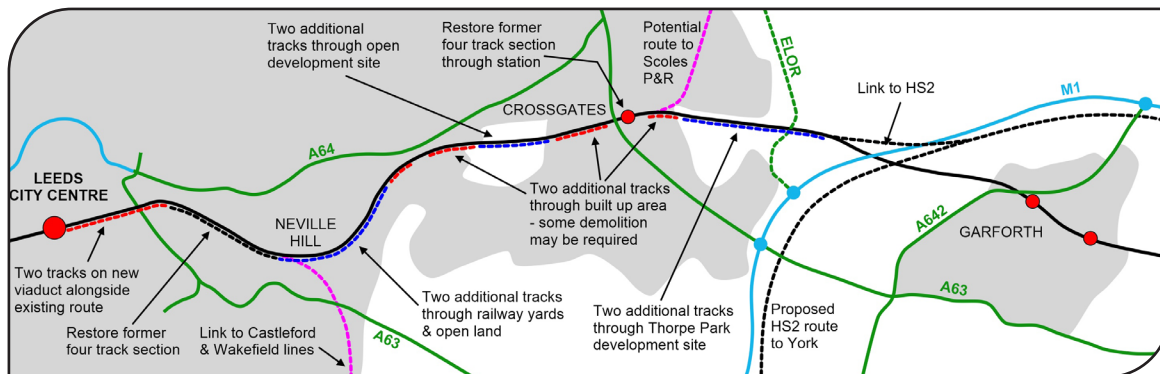 Two additional
tracks through open
development site
Restore former
four track section
through station
Potential
route to
Scoles
P&R
ELOR
Link to HS2
M1
CROSSGATES
A64
LEEDS
CITY CENTRE
NEVILLE
HILL
Two additional tracks
through built up area
- some demolition
may be required
A642
GARFORTH
Two tracks on new
viaduct alongside
existing route
Restore former
four track section
Link to Castleford
& Wakefield lines
A63
Two additional tracks
through railway yards
& open land
Two additional tracks
through Thorpe Park
development site
Proposed
HS2 route
to York
A63